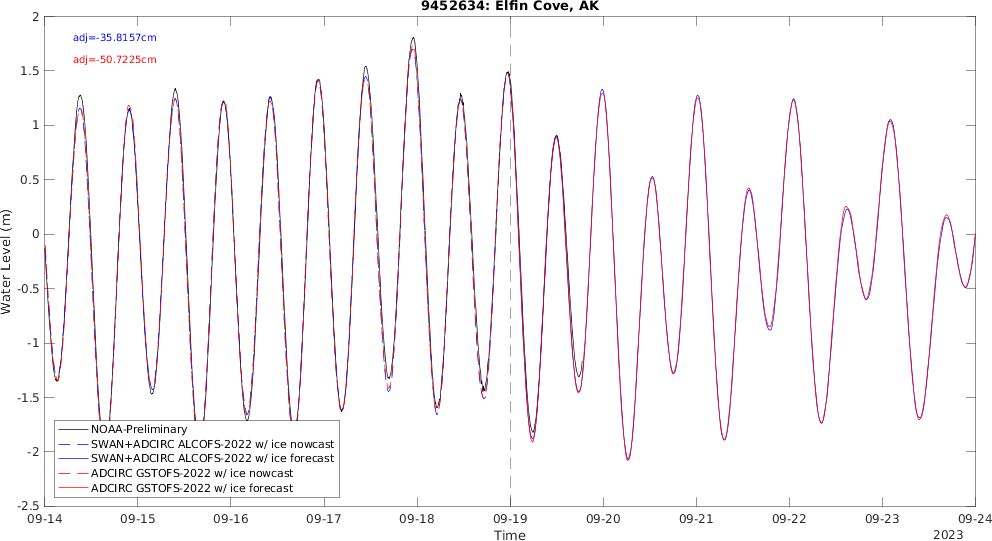 9452634: Elfin Cove, AK
adj=-35.8157cm
adj=-50.7225cm
2
1.5
1
0.5
0
-0.5
-1
-1.5
-2
-2.5
Water Level (m)
NOAA-Preliminary
SWAN+ADCIRC ALCOFS-2022 w/ ice nowcast
SWAN+ADCIRC ALCOFS-2022 w/ ice forecast
ADCIRC GSTOFS-2022 w/ ice nowcast
ADCIRC GSTOFS-2022 w/ ice forecast
09-14 09-15 09-16 09-17 09-18 09-19 09-20 09-21 09-22 09-23 09-24
Time
2023